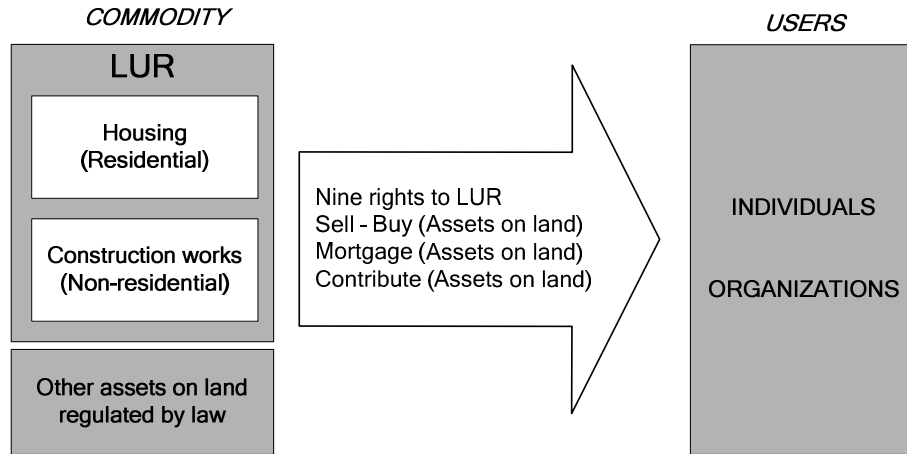 COMMODITY
LUR
Housing
(Residential)
Construction works
(Non-residential)
Other assets on land
regulated by law
Nine rights to LUR
Sell - Buy (Assets on land)
Mortgage (Assets on land)
Contribute (Assets on land)
USERS
INDIVIDUALS
ORGANIZATIONS